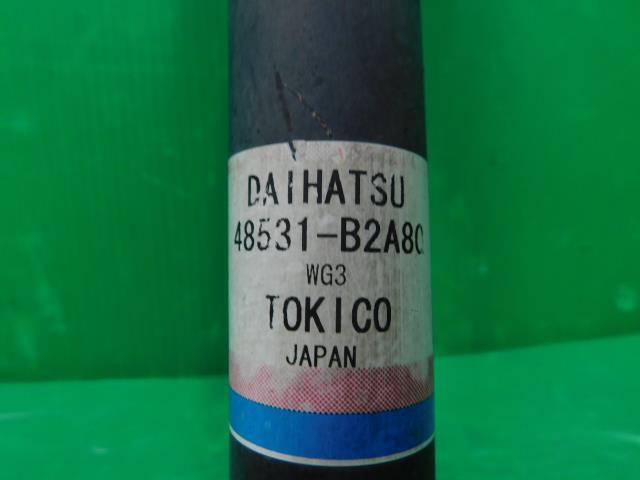 DAIHATSU
48531-B2A80
WG3
TOKICO
JAPAN